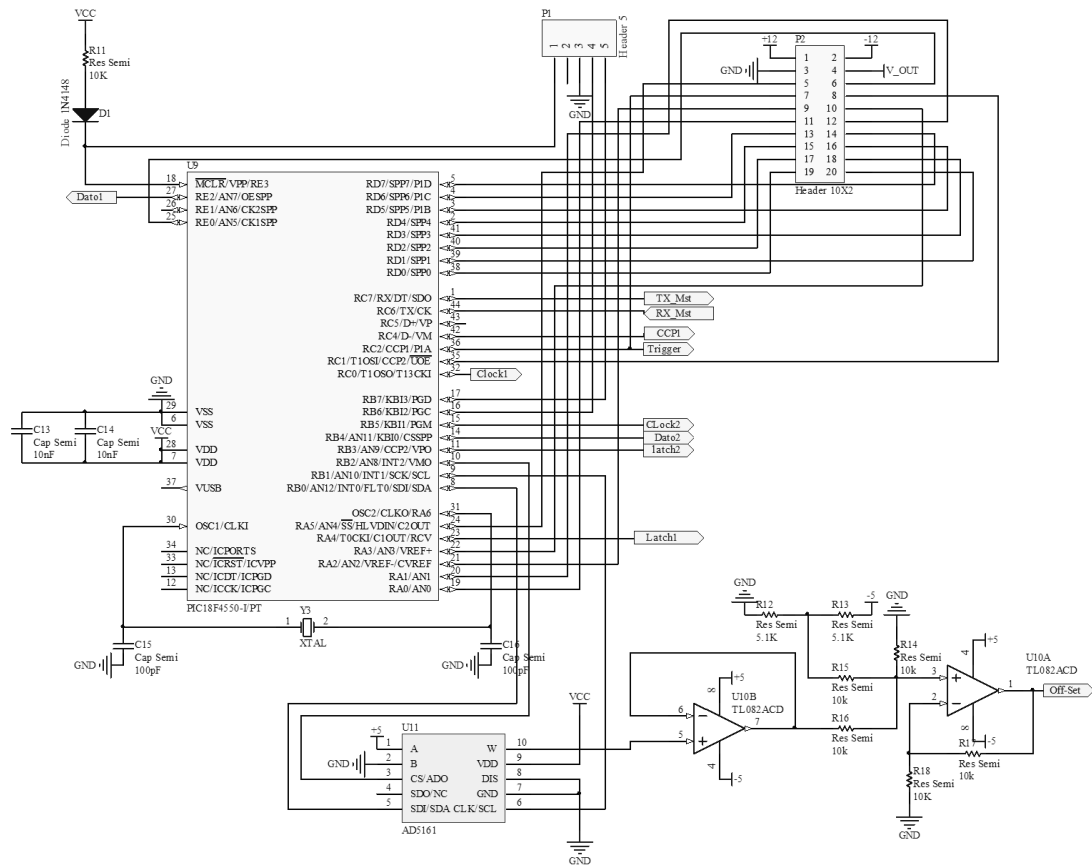 VCC
R11
Res Semi
10K
Diode 1N4148
D1
P1
Header 5
1
2
3
4
5
GND
P2
+12
-12
GND
V_OUT
1 2
3 4
5 6
7 8
9 10
11 12
13 14
15 16
17 18
19 20
Header 10X2
U9
Dato1
18 MCLR/VPP/RE3
27 RE2/AN7/OESPP
26 RE1/AN6/CK2SPP
25 RE0/AN5/CK1SPP
GND
29 VSS
6 VSS
VCC
28 VDD
7 VDD
37 VUSB
30 OSC1/CLKI
34 NC/ICPORTS
33 NC/ICRST/ICVPP
13 NC/ICDT/ICPGD
12 NC/ICCK/ICPGC
PIC18F4550-I/PT
RD7/SPP7/P1D 5
RD6/SPP6/P1C 4
RD5/SPP5/P1B 3
RD4/SPP4 2
RD3/SPP3 41
RD2/SPP2 40
RD1/SPP1 39
RD0/SPP0 38
RC7/RX/DT/SDO 1 TX_Mst
RC6/TX/CK 44 RX_Mst
RC5/D+/VP 43
RC4/D-/VM 42 CCP1
RC2/CCP1/P1A 36 Trigger
RC1/T1OSI/CCP2/UOE 35
RC0/T1OSO/T13CKI 32 Clock1
RB7/KBI3/PGD 17
RB6/KBI2/PGC 16
RB5/KBI1/PGM 15 CLock2
RB4/AN11/KBI0/CSSPP 14 Dato2
RB3/AN9/CCP2/VPO 11 latch2
RB2/AN8/INT2/VMO 10
RB1/AN10/INT1/SCK/SCL 9
RB0/AN12/INT0/FLT0/SDI/SDA 8
OSC2/CLKO/RA6 31
RA5/AN4/SS/HLVDIN/C2OUT 24
RA4/T0CKI/C1OUT/RCV 23 Latch1
RA3/AN3/VREF+ 22
RA2/AN2/VREF-/CVREF 21
RA1/AN1 20
RA0/AN0 19
C13
Cap Semi
10nF
C14
Cap Semi
10nF
Y3
1 2
XTAL
C15
Cap Semi
100pF
GND
C16
Cap Semi
100pF
GND
U11
+5
GND
1 A
2 B
3 CS/ADO
4 SDO/NC
5 SDI/SDA
W 10
VDD 9
DIS 8
GND 7
CLK/SCL 6
AD5161
VCC
GND
U10B
TL082ACD
+5
8
6
5
7
4
-5
GND
R12
Res Semi
5.1K
R13
Res Semi
5.1K
-5
GND
R14
Res Semi
10k
R15
Res Semi
10k
R16
Res Semi
10k
U10A
TL082ACD
+5
4
3
2
1
8
-5
Off-Set
R17
Res Semi
10k
R18
Res Semi
10K
GND